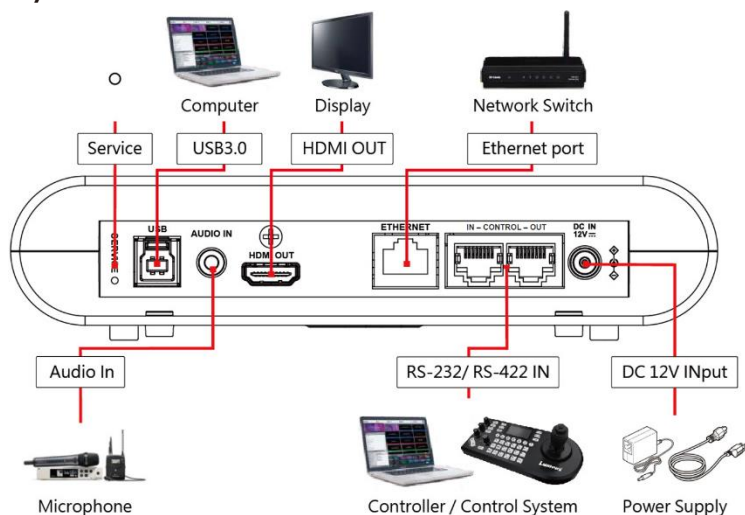 Computer
Display
Network Switch
Service
USB3.0
HDMI OUT
Ethernet port
SERVICE
USB
AUDIO IN
HDMI OUT
ETHERNET
IN – CONTROL – OUT
DC IN
12V
Audio In
RS-232/ RS-422 IN
DC 12V INput
Microphone
Controller / Control System
Power Supply